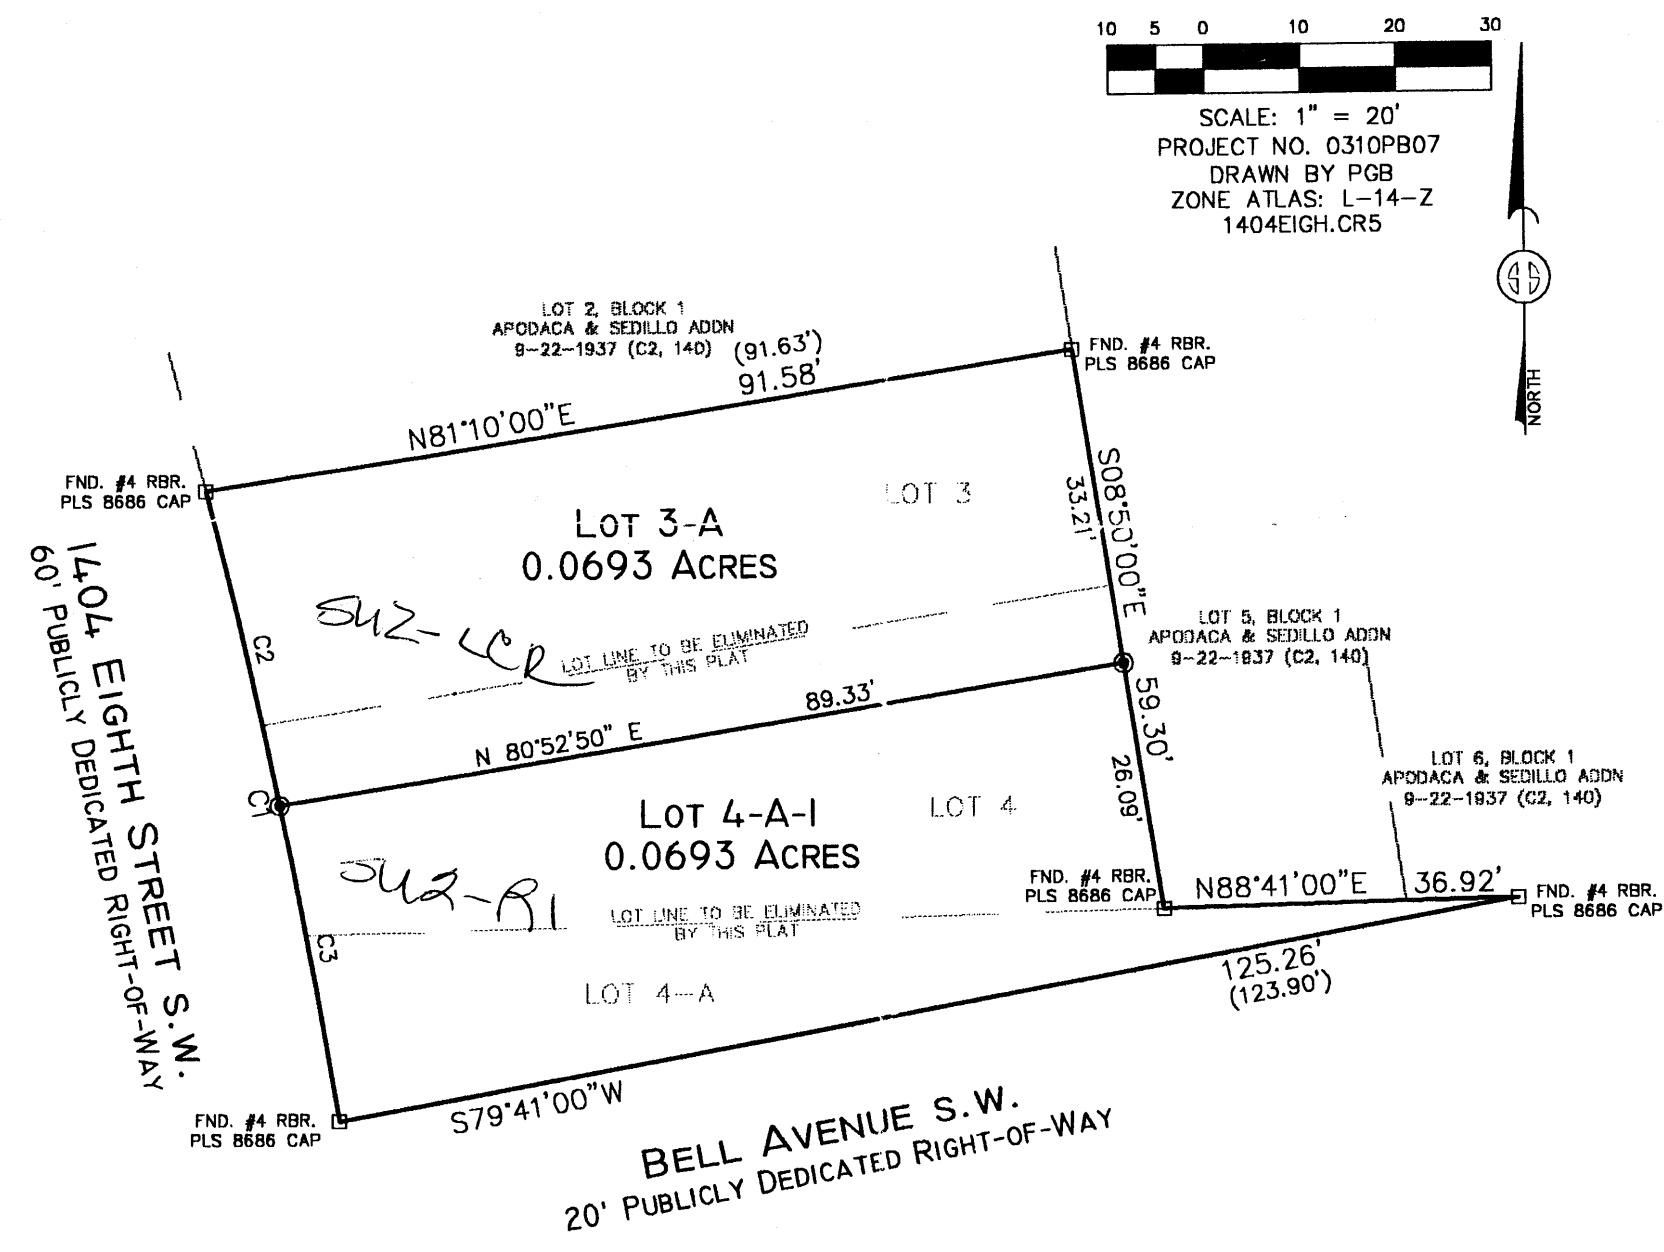 10 5 0 10 20 30
SCALE: 1" = 20'
PROJECT NO. 0310PB07
DRAWN BY PGB
ZONE ATLAS: L-14-Z
1404EIGH.CR5
SS
NORTH
LOT 2, BLOCK 1
APODACA & SEDILLO ADDN
9-22-1937 (C2, 140)
(91.63')
91.58'
N81°10'00"E
FND. #4 RBR.
PLS 8686 CAP
FND. #4 RBR.
PLS 8686 CAP
LOT 3
LOT 3-A
0.0693 ACRES
S08°50'00"E
33.21'
SU2-LCR
LOT LINE TO BE ELIMINATED
BY THIS PLAT
C2
1404 EIGHTH STREET S.W.
60' PUBLICLY DEDICATED RIGHT-OF-WAY
LOT 5, BLOCK 1
APODACA & SEDILLO ADDN
9-22-1937 (C2, 140)
N 80°52'50" E
89.33'
59.30'
26.09'
C1
LOT 4-A-1
0.0693 ACRES
LOT 4
LOT 6, BLOCK 1
APODACA & SEDILLO ADDN
9-22-1937 (C2, 140)
SU2-R1
LOT LINE TO BE ELIMINATED
BY THIS PLAT
FND. #4 RBR.
PLS 8686 CAP
N88°41'00"E
36.92'
FND. #4 RBR.
PLS 8686 CAP
C3
LOT 4-A
125.26'
(123.90')
S79°41'00"W
FND. #4 RBR.
PLS 8686 CAP
BELL AVENUE S.W.
20' PUBLICLY DEDICATED RIGHT-OF-WAY